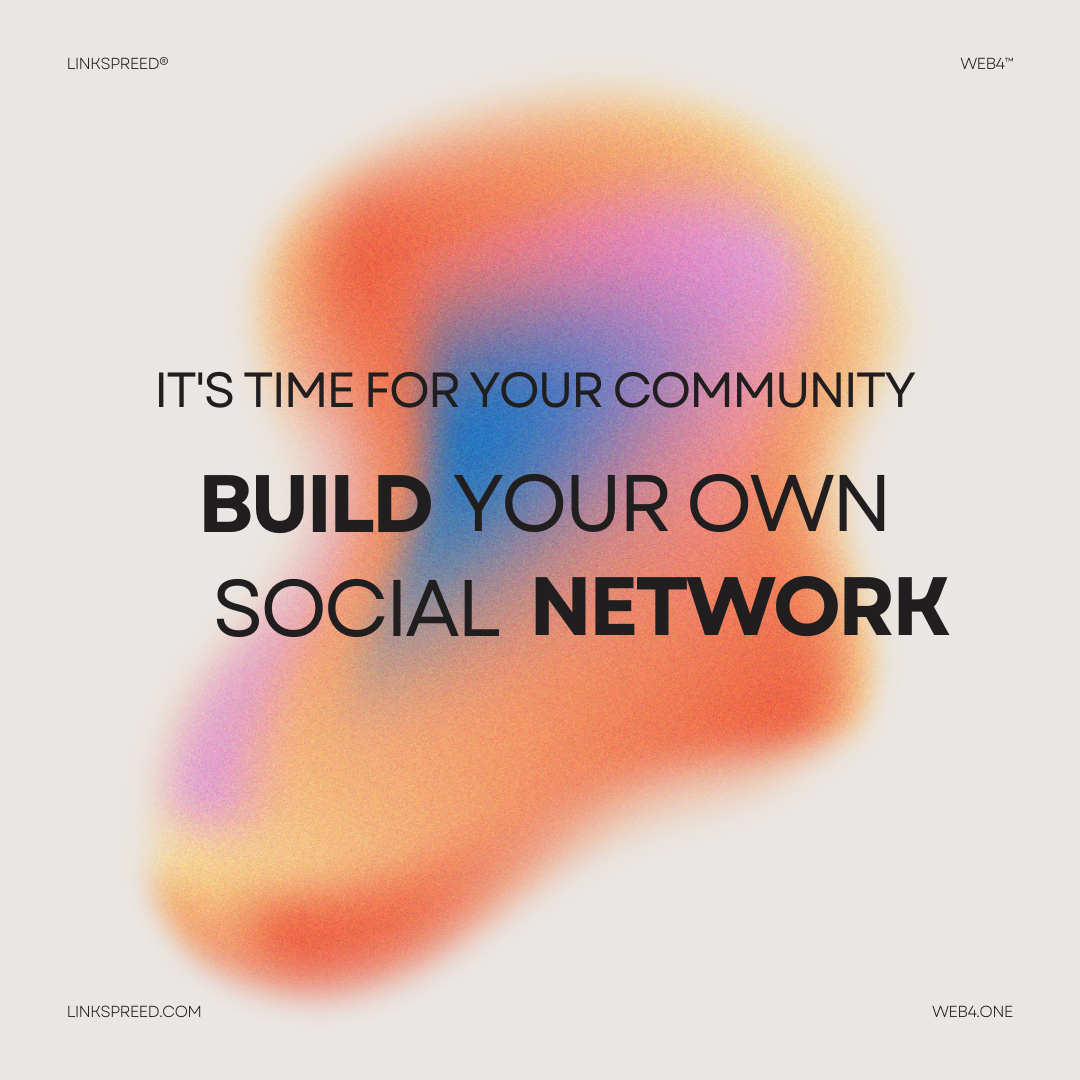 LINKSPREED®
WEB4™
IT'S TIME FOR YOUR COMMUNITY
BUILD YOUR OWN
SOCIAL NETWORK
LINKSPREED.COM
WEB4.ONE